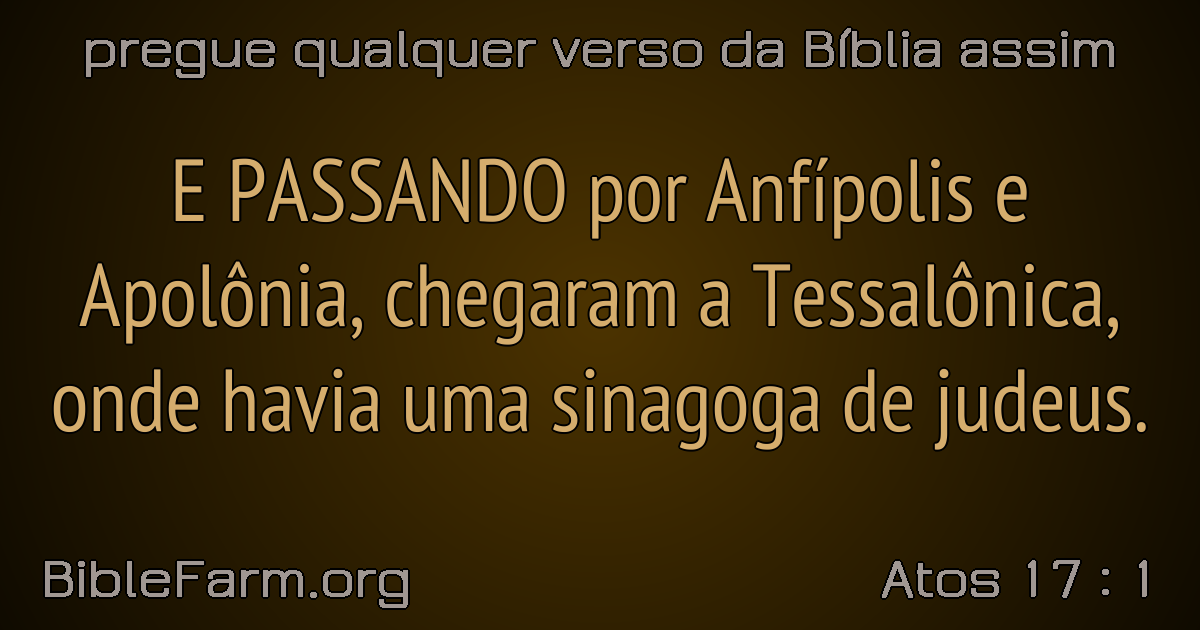 pregue qualquer verso da Bíblia assim
E PASSANDO por Anfípolis e
Apolônia, chegaram a Tessalônica,
onde havia uma sinagoga de judeus.
BibleFarm.org
Atos 17 : 1